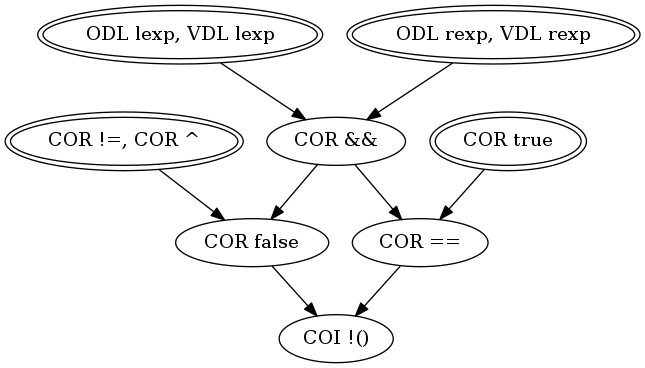 ODL lexp, VDL lexp
ODL rexp, VDL rexp
COR !=, COR ^
COR &&
COR true
COR false
COR ==
COI !()